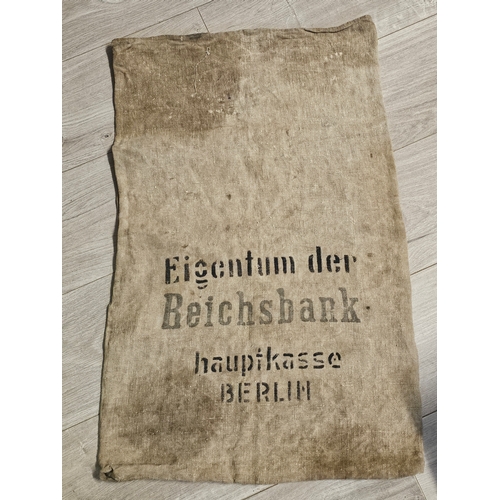 Eigentum der
Reichsbank
hauptkasse
BERLIN